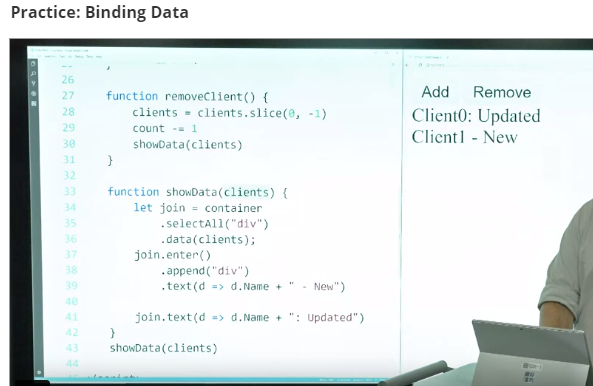 Practice: Binding Data
26
27 function removeClient() {
28 clients = clients.slice(0, -1)
29 count -= 1
30 showData(clients)
31 }
32
33 function showData(clients) {
34 let join = container
35 .selectAll("div")
36 .data(clients);
37 join.enter()
38 .append("div")
39 .text(d => d.Name + " - New")
40
41 join.text(d => d.Name + ": Updated")
42 }
43 showData(clients)
44
Add Remove
Client0: Updated
Client1 - New